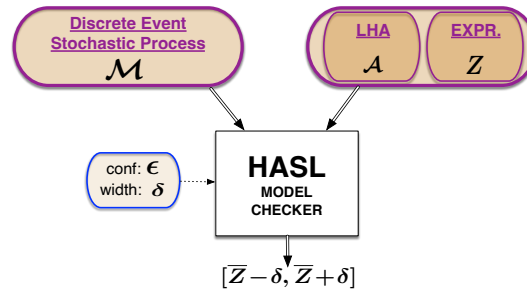 Discrete Event
Stochastic Process
𝓜
LHA
𝓐
EXPR.
Z
conf: ϵ
width: δ
HASL
MODEL
CHECKER
[Z̅ − δ, Z̅ + δ]